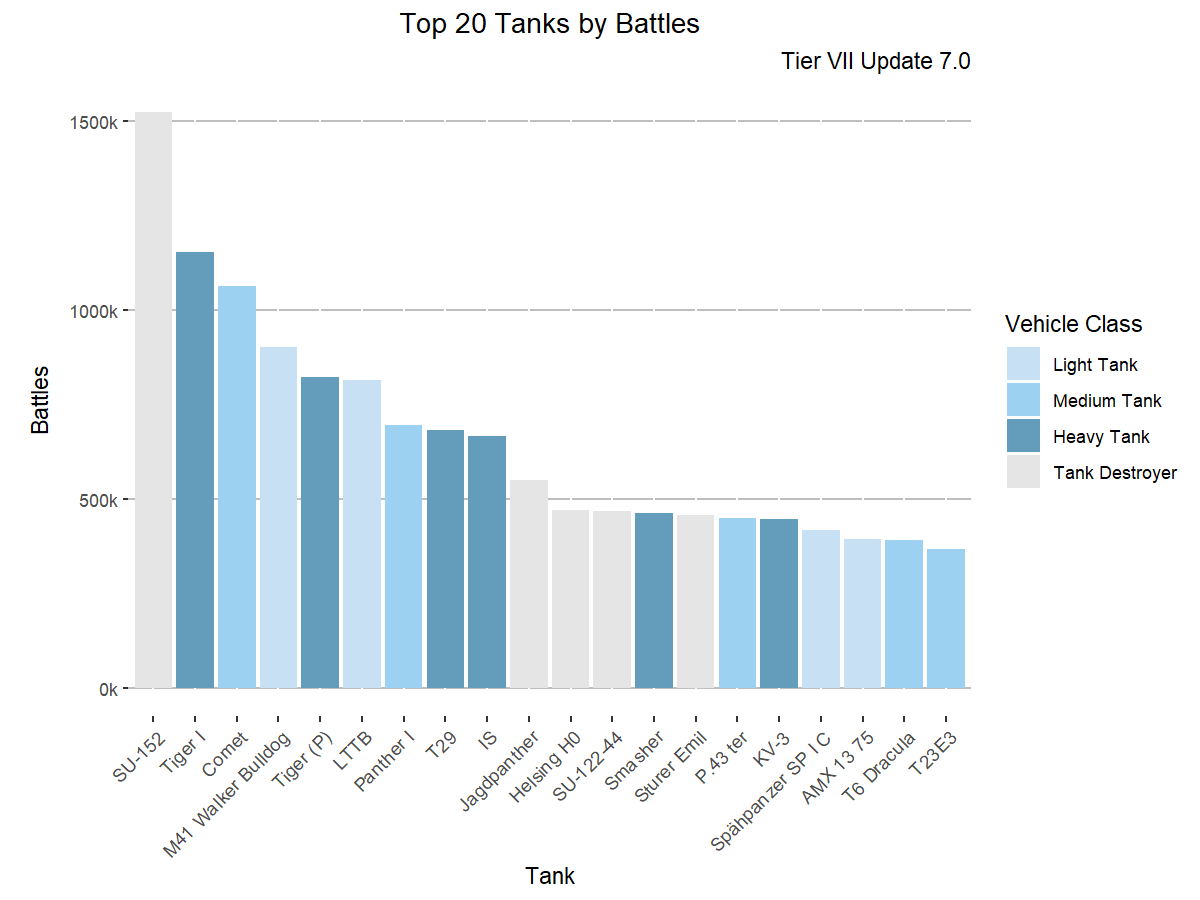 Top 20 Tanks by Battles
Tier VII Update 7.0
1500k
1000k
500k
0k
Battles
SU-152
Tiger I
Comet
M41 Walker Bulldog
Tiger (P)
LTTB
Panther I
T29
IS
Jagdpanther
Helsing H0
SU-122-44
Smasher
Sturer Emil
P.43 ter
KV-3
Spähpanzer SP I C
AMX 13 75
T6 Dracula
T23E3
Tank
Vehicle Class
Light Tank
Medium Tank
Heavy Tank
Tank Destroyer